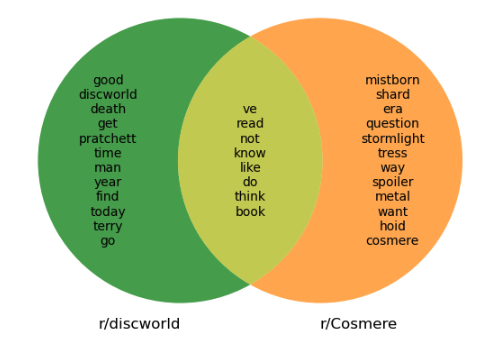 good
discworld
death
get
pratchett
time
man
year
find
today
terry
go
ve
read
not
know
like
do
think
book
mistborn
shard
era
question
stormlight
tress
way
spoiler
metal
want
hoid
cosmere
r/discworld
r/Cosmere